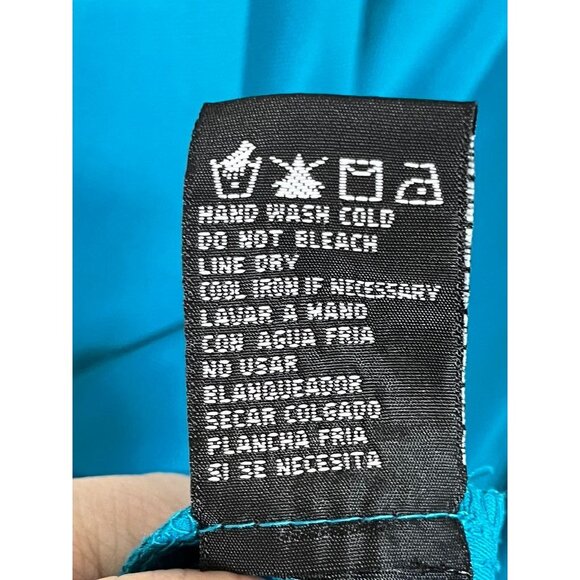 HAND WASH COLD
DO NOT BLEACH
LINE DRY
COOL IRON IF NECESSARY
LAVAR A MAND
CON AGUA FRIA
NO USAR
BLANQUEADOR
SECAR COLGADO
PLANCHA FRIA
SI SE NECESITA